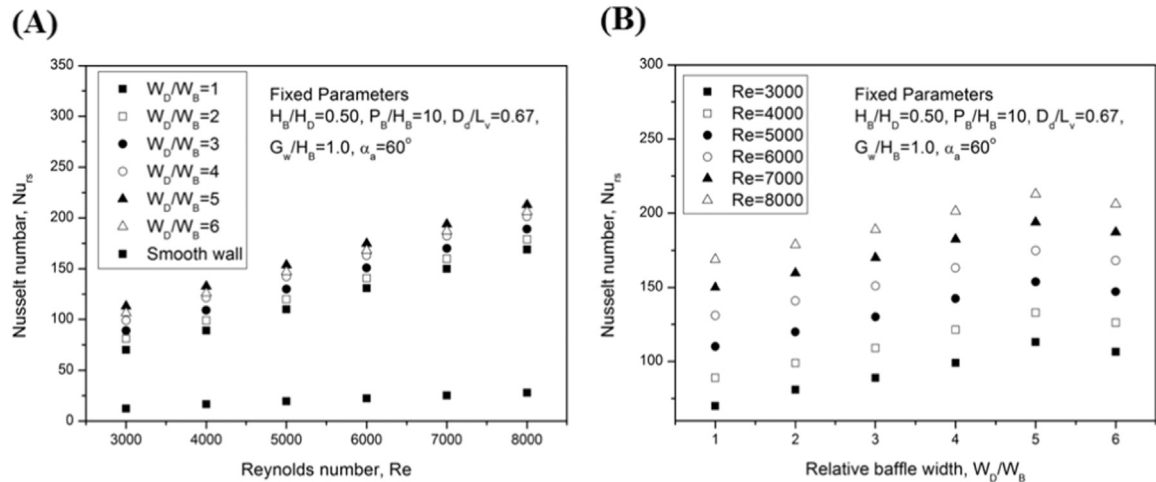 (A)
350
300
250
200
150
100
50
0
Nusselt numbar, Nu_rs
W_D/W_B=1
W_D/W_B=2
W_D/W_B=3
W_D/W_B=4
W_D/W_B=5
W_D/W_B=6
Smooth wall
Fixed Parameters
H_B/H_D=0.50, P_B/H_B=10, D_d/L_v=0.67,
G_w/H_B=1.0, α_a=60°
3000 4000 5000 6000 7000 8000
Reynolds number, Re
(B)
300
250
200
150
100
Nusselt number, Nu_rs
Re=3000
Re=4000
Re=5000
Re=6000
Re=7000
Re=8000
Fixed Parameters
H_B/H_D=0.50, P_B/H_B=10, D_d/L_v=0.67,
G_w/H_B=1.0, α_a=60°
1 2 3 4 5 6
Relative baffle width, W_D/W_B